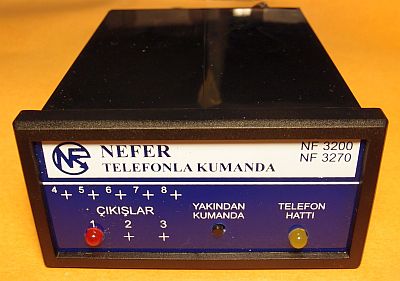 NF NEFER NF 3200
TELEFONLA KUMANDA NF 3270
4 5 6 7 8
ÇIKIŞLAR
1 2 3
YAKINDAN
KUMANDA
TELEFON
HATTI